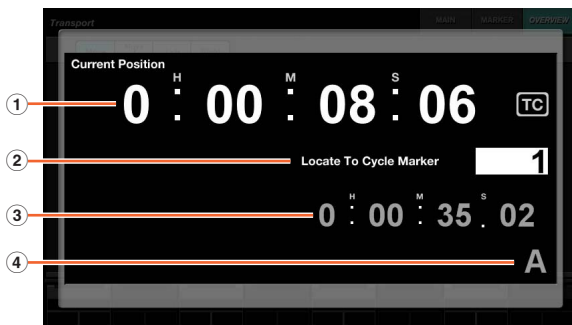 Transport MAIN MARKER OVERVIEW
Current Position
H M S
1 0 : 00 : 08 : 06 TC
2 Locate To Cycle Marker 1
H M S
3 0 : 00 : 35 . 02
4 A